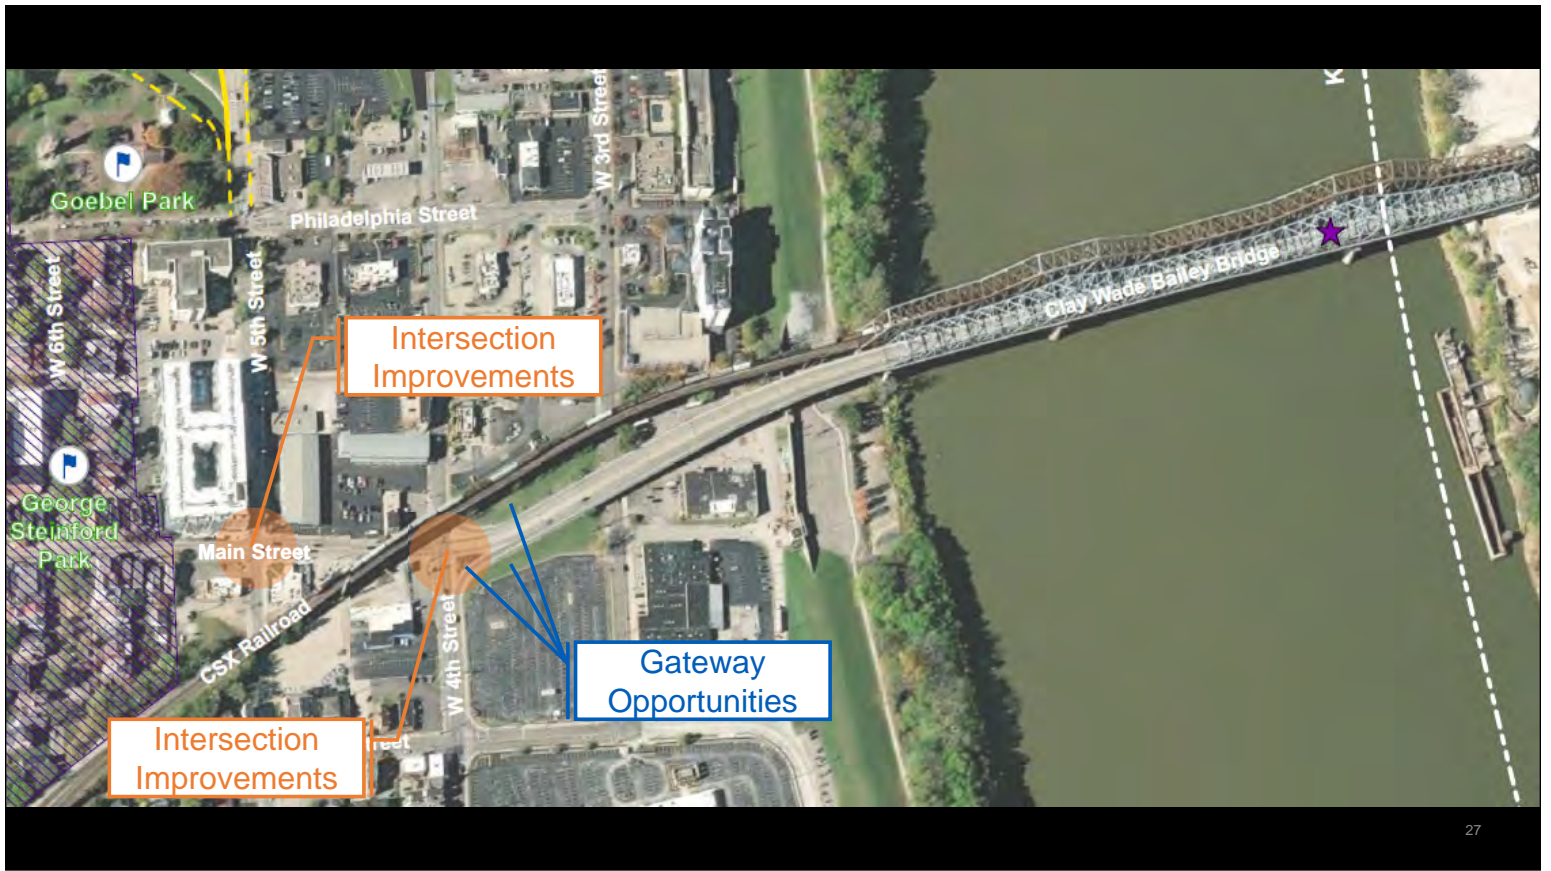 K
W 3rd Street
Goebel Park
Philadelphia Street
W 6th Street
W 5th Street
Clay Wade Bailey Bridge
Intersection
Improvements
George
Steinford
Park
Main Street
CSX Railroad
W 4th Street
Gateway
Opportunities
Intersection
Improvements
reet
27